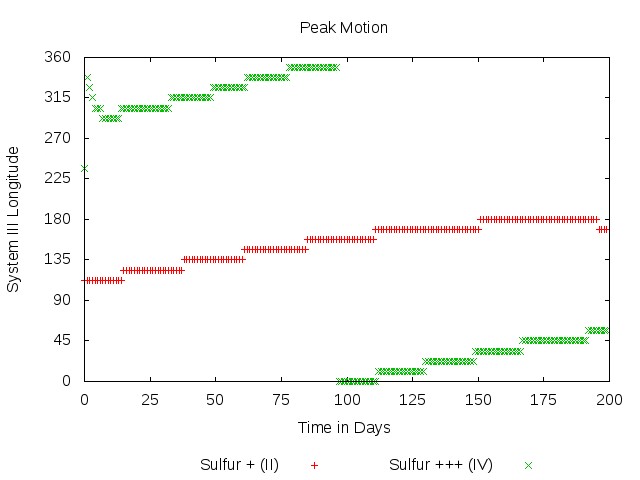 Peak Motion
360
315
270
225
180
135
90
45
0
System III Longitude
0 25 50 75 100 125 150 175 200
Time in Days
Sulfur + (II) Sulfur +++ (IV)